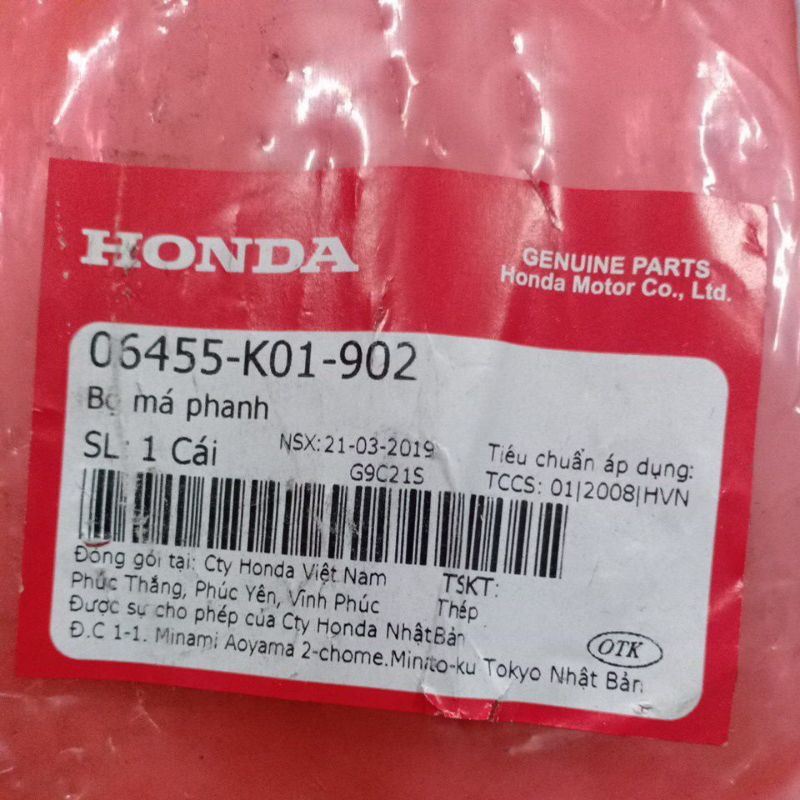 HONDA
GENUINE PARTS
Honda Motor Co., Ltd.
06455-K01-902
Bộ má phanh
SL: 1 Cái
NSX:21-03-2019
G9C21S
Tiêu chuẩn áp dụng:
TCCS: 01|2008|HVN
Đóng gói tại: Cty Honda Việt Nam
Phúc Thắng, Phúc Yên, Vĩnh Phúc
TSKT:
Thép
Được sự cho phép của Cty Honda NhậtBản
Đ.C 1-1. Minami Aoyama 2-chome.Minito-ku Tokyo Nhật Bản
OTK